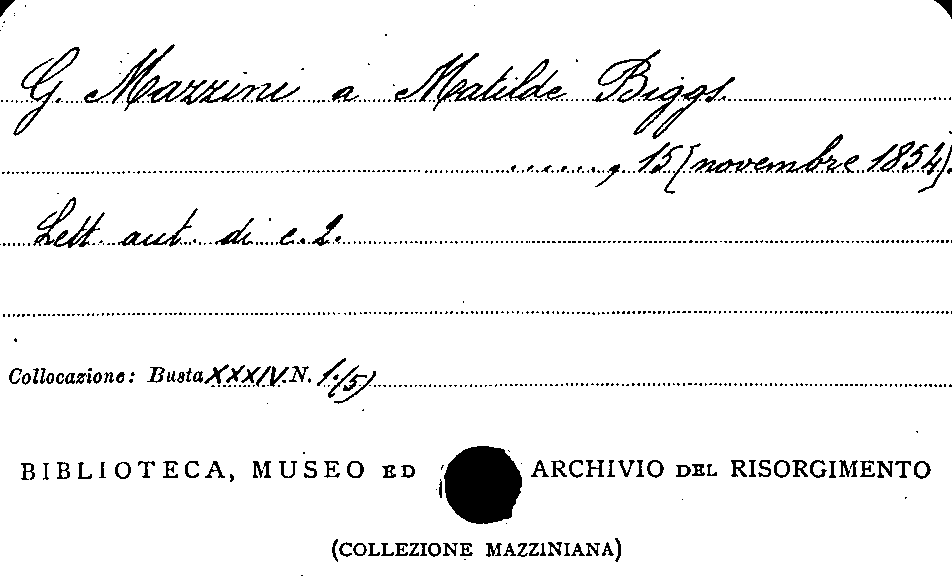 G. Mazzini a Matilde Biggs.
......, 15 [novembre 1854].
Lett. aut. di c. 2.
Collocazione: Busta XXXIV. N. 1.(5)
BIBLIOTECA, MUSEO ED ARCHIVIO DEL RISORGIMENTO
(COLLEZIONE MAZZINIANA)